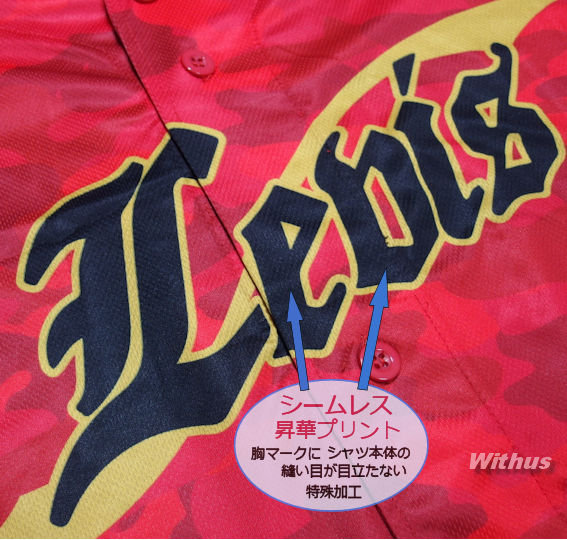 Levis
シームレス
昇華プリント
胸マークに シャツ本体の
縫い目が目立たない
特殊加工
Withus